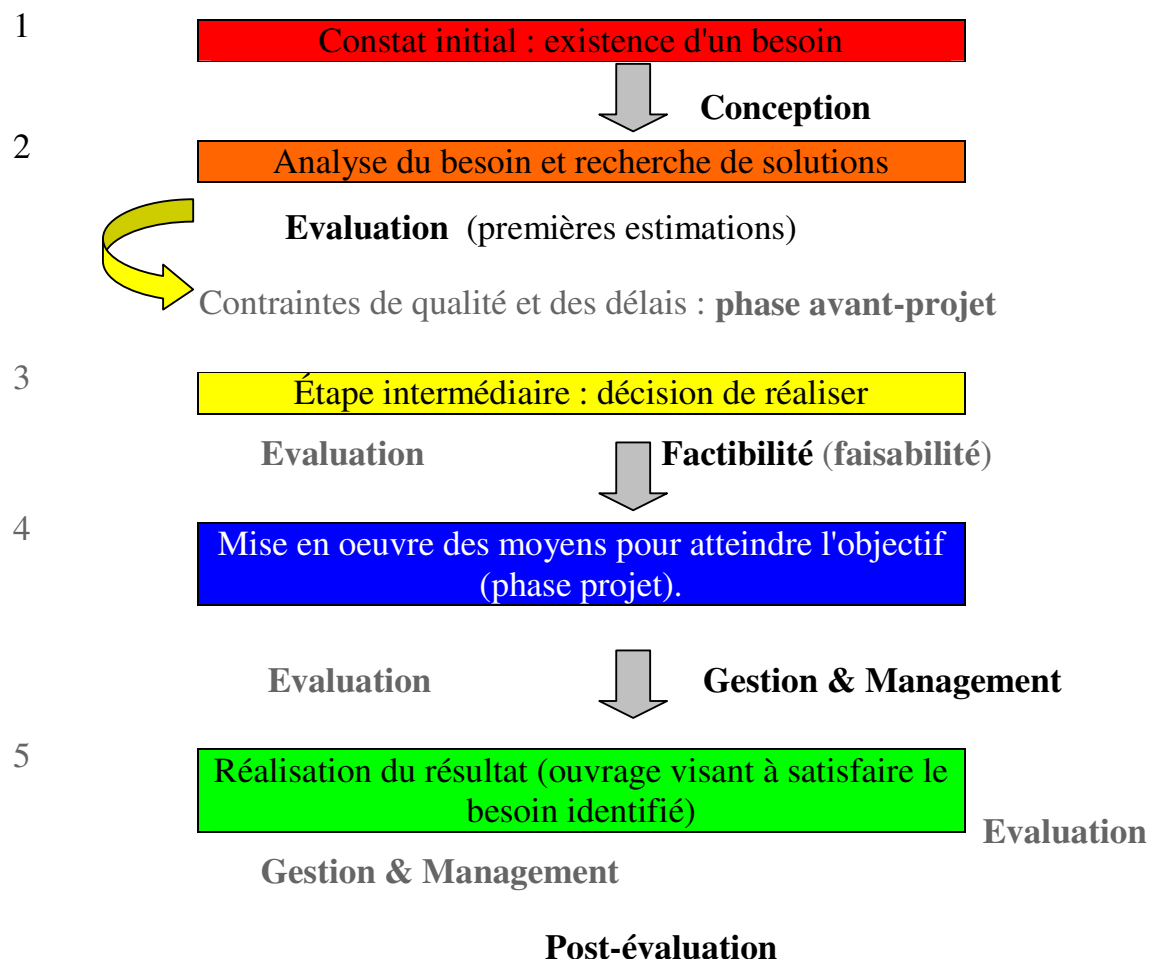 1
Constat initial : existence d'un besoin
Conception
2
Analyse du besoin et recherche de solutions
Evaluation (premières estimations)
Contraintes de qualité et des délais : phase avant-projet
3
Étape intermédiaire : décision de réaliser
Evaluation
Factibilité (faisabilité)
4
Mise en oeuvre des moyens pour atteindre l'objectif
(phase projet).
Evaluation
Gestion & Management
5
Réalisation du résultat (ouvrage visant à satisfaire le
besoin identifié)
Evaluation
Gestion & Management
Post-évaluation